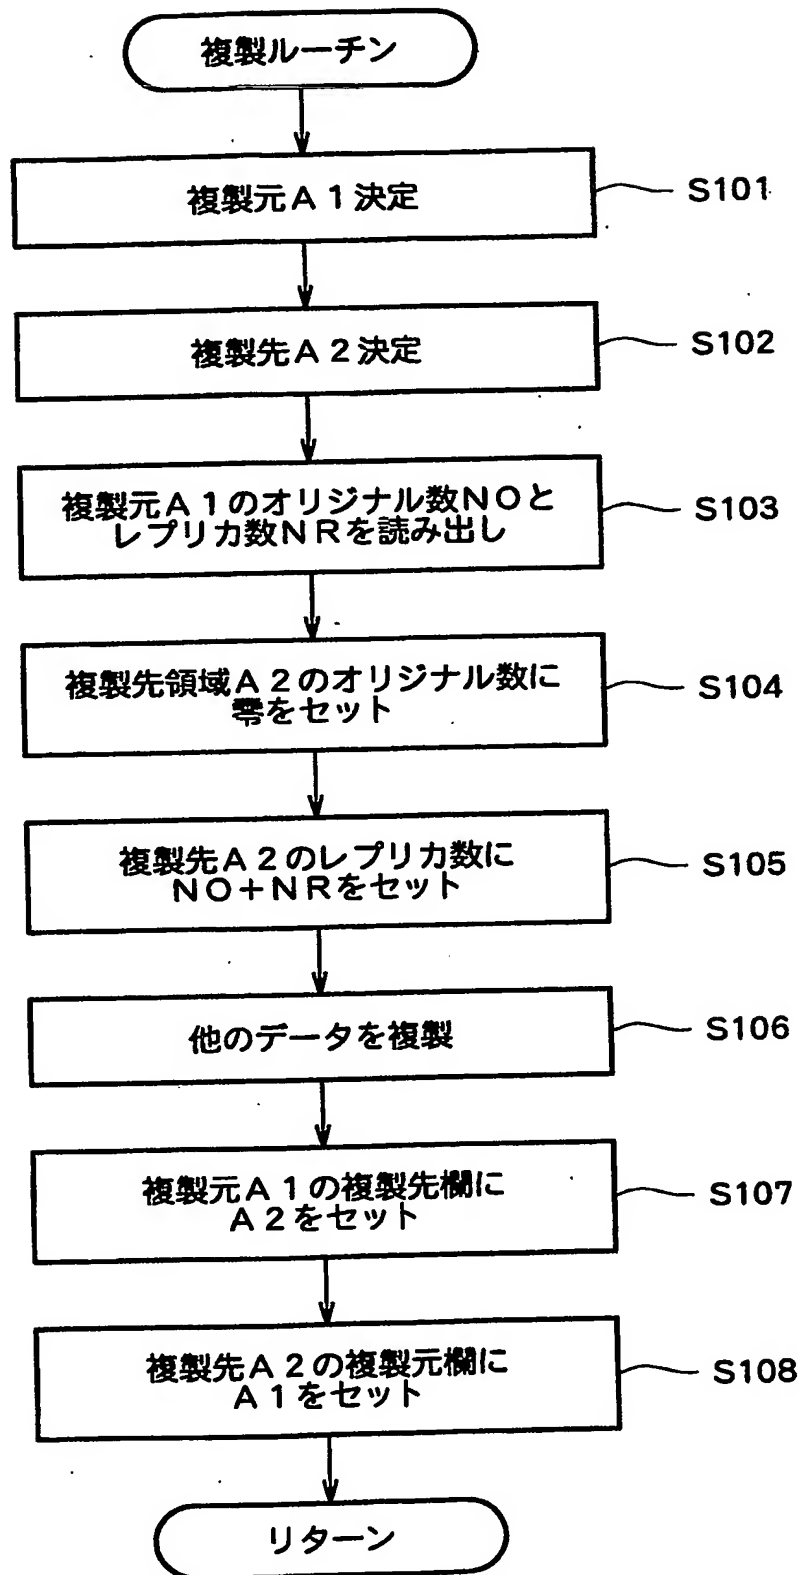 複製ルーチン
複製元Ａ１決定
S101
複製先Ａ２決定
S102
複製元Ａ１のオリジナル数ＮＯと
レプリカ数ＮＲを読み出し
S103
複製先領域Ａ２のオリジナル数に
零をセット
S104
複製先Ａ２のレプリカ数に
ＮＯ＋ＮＲをセット
S105
他のデータを複製
S106
複製元Ａ１の複製先欄に
Ａ２をセット
S107
複製先Ａ２の複製元欄に
Ａ１をセット
S108
リターン